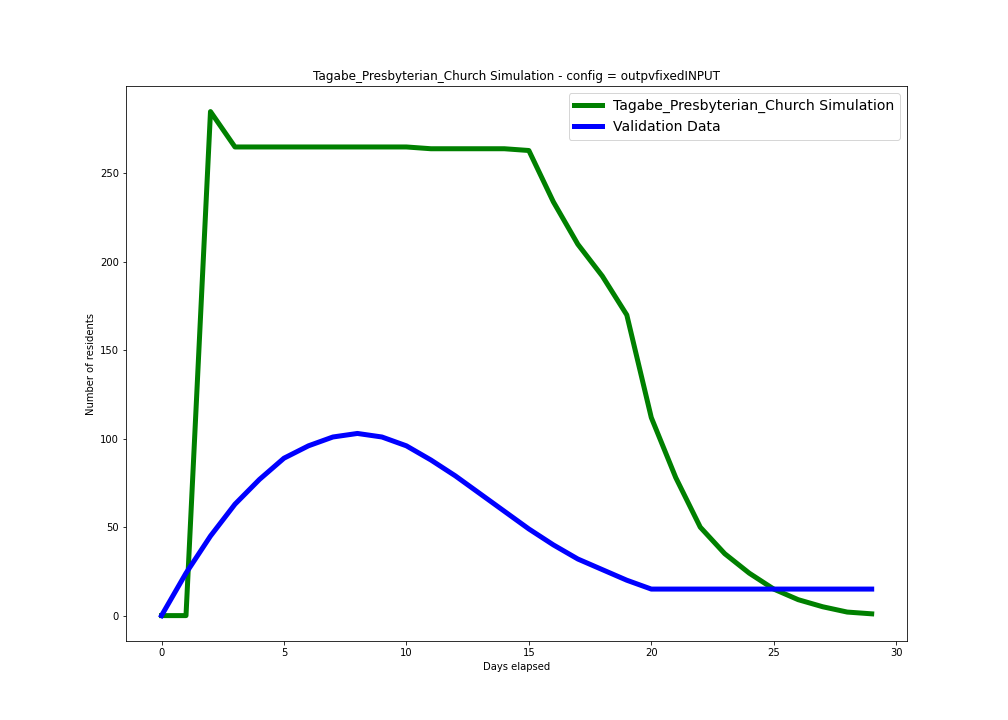 Tagabe_Presbyterian_Church Simulation - config = outpvfixedINPUT
Tagabe_Presbyterian_Church Simulation
Validation Data
Number of residents
250
200
150
100
50
0
0 5 10 15 20 25 30
Days elapsed